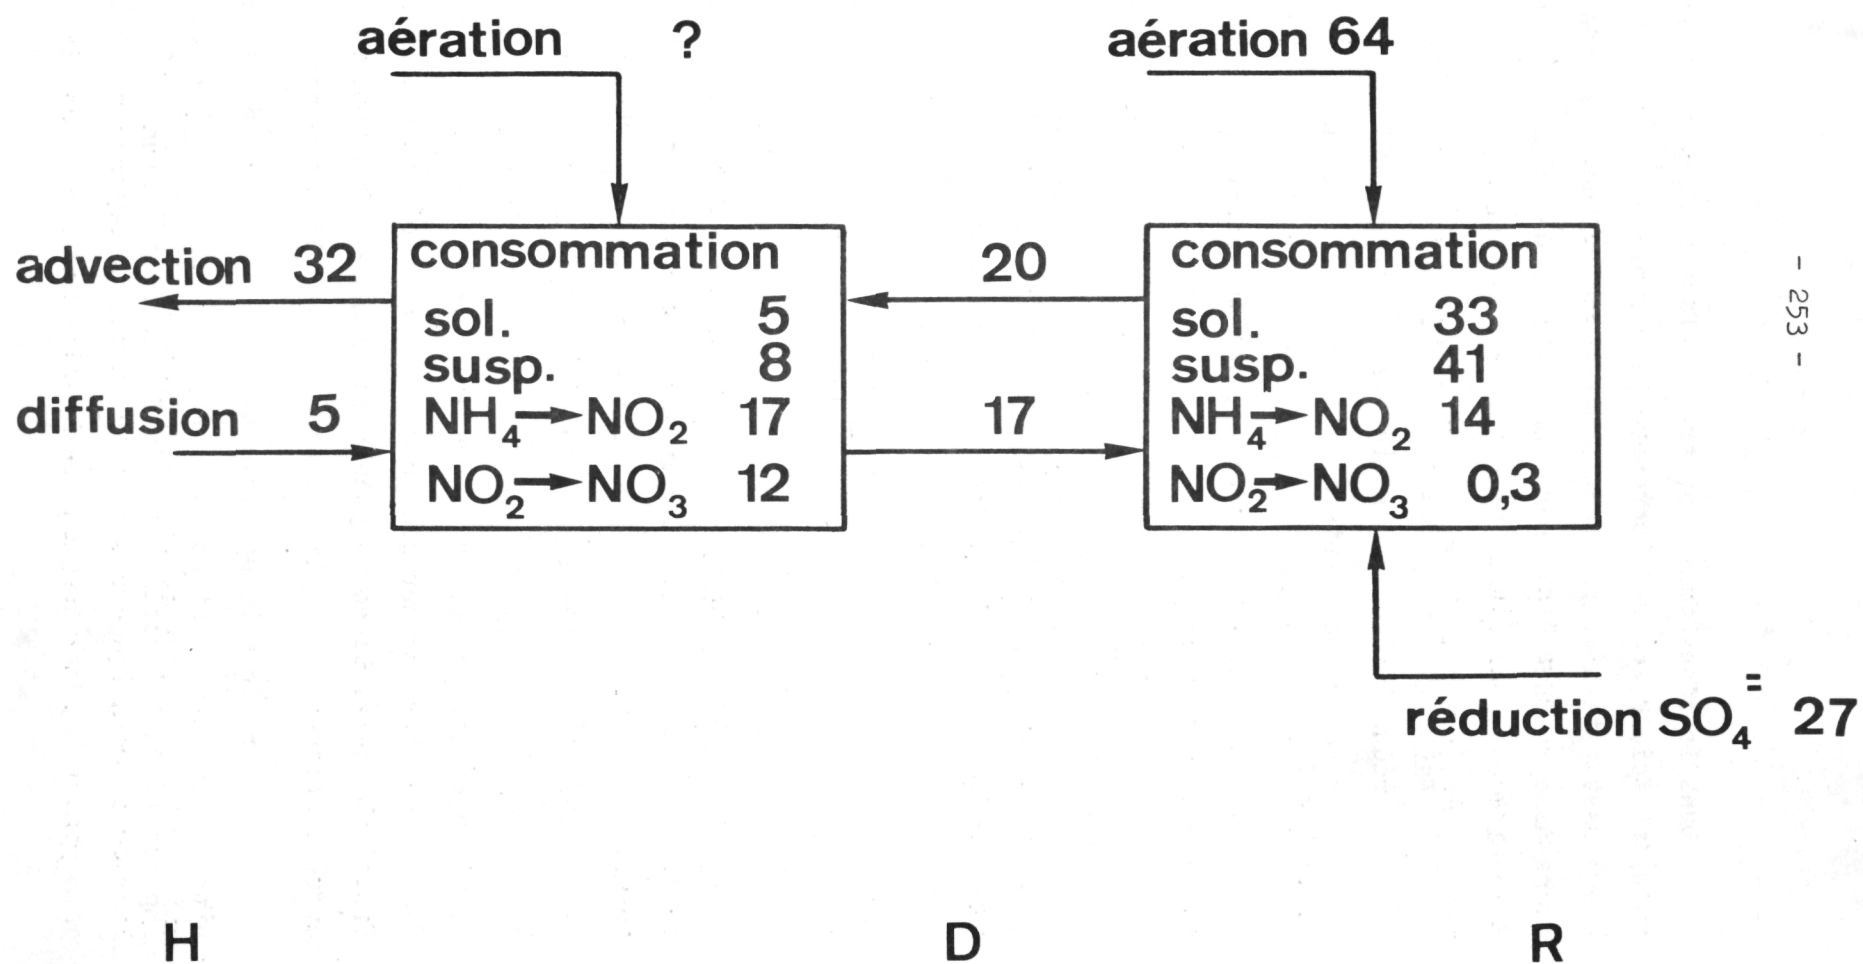 aération ?
aération 64
advection 32
diffusion 5
consommation
sol. 5
susp. 8
NH₄→NO₂ 17
NO₂→NO₃ 12
20
17
consommation
sol. 33
susp. 41
NH₄→NO₂ 14
NO₂→NO₃ 0,3
réduction SO₄⁼ 27
- 253 -
H D R